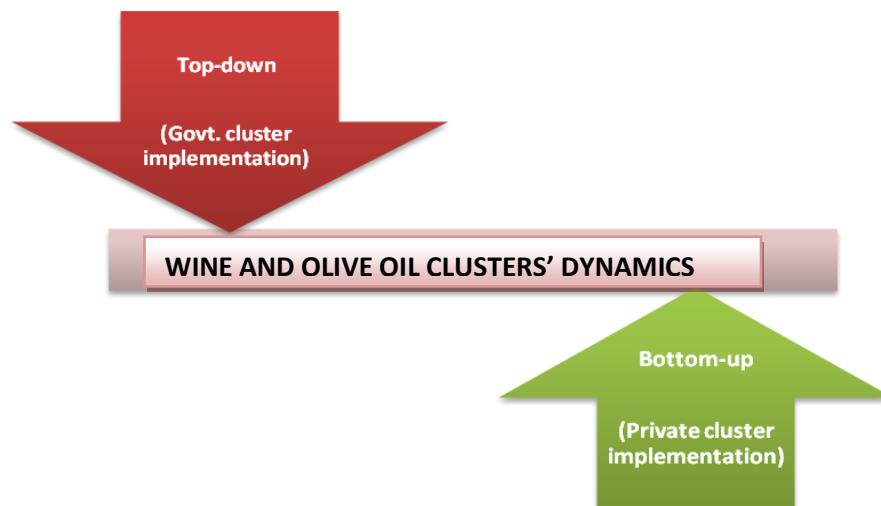 Top-down
(Govt. cluster
implementation)
WINE AND OLIVE OIL CLUSTERS’ DYNAMICS
Bottom-up
(Private cluster
implementation)